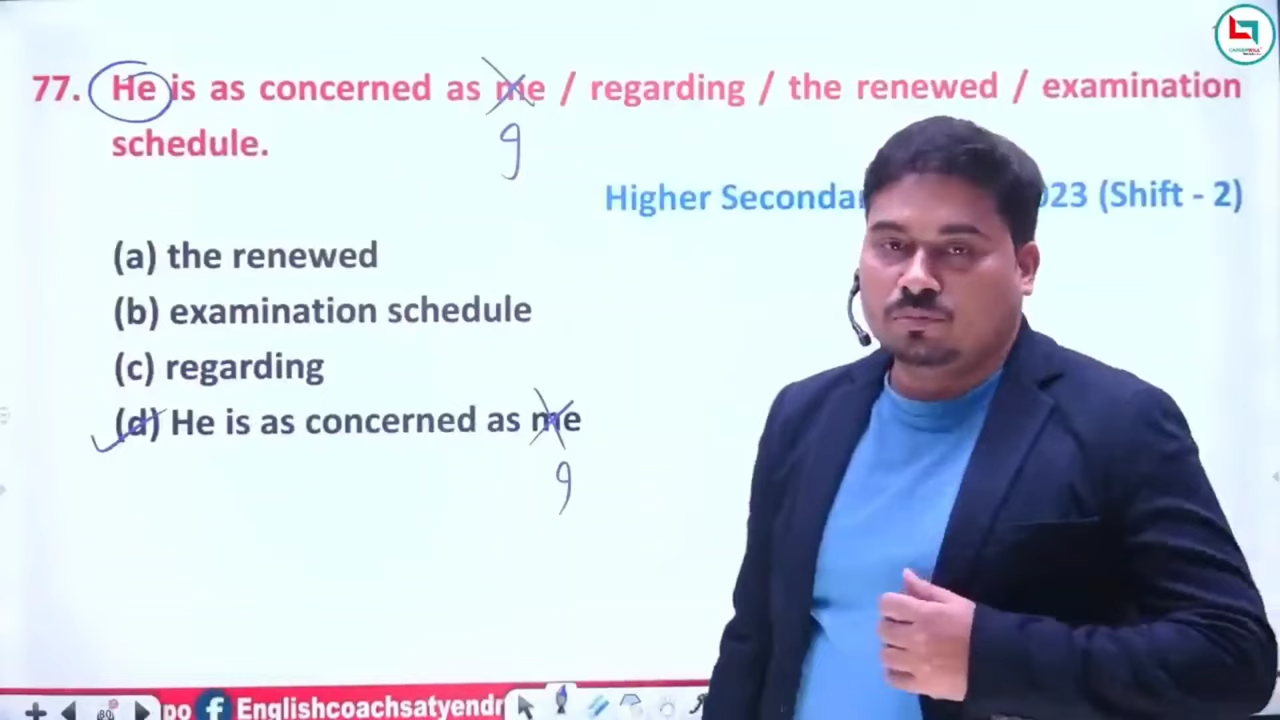 77. He is as concerned as me / regarding / the renewed / examination
schedule.
Higher Secondar 023 (Shift - 2)
(a) the renewed
(b) examination schedule
(c) regarding
(d) He is as concerned as me
po f Englishcoachsatyendr